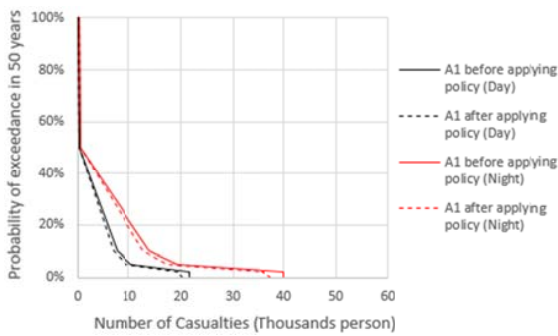 100%
80%
60%
40%
20%
0%
0 10 20 30 40 50 60
Probability of exceedance in 50 years
Number of Casualties (Thousands person)
A1 before applying
policy (Day)
A1 after applying
policy (Day)
A1 before applying
policy (Night)
A1 after applying
policy (Night)